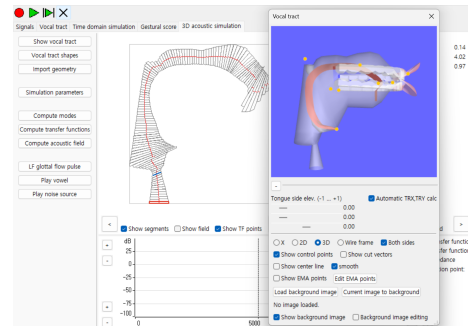 Signals Vocal tract Time domain simulation Gestural score 3D acoustic simulation
Show vocal tract
Vocal tract shapes
Import geometry
Simulation parameters
Compute modes
Compute transfer functions
Compute acoustic field
LF glottal flow pulse
Play vowel
Play noise source
<
Show segments Show field Show TF points
dB
25
0
-25
-50
-75
-100
0
5000
+
-
+
-
Vocal tract
-
Tongue side elev. (-1 ... +1) Automatic TRX,TRY calc
0.00
0.00
0.00
X 2D 3D Wire frame Both sides
Show control points Show cut vectors
Show center line smooth
Show EMA points Edit EMA points
Load background image Current image to background
No image loaded.
Show background image Background image editing
0.14
4.02
0.97
>